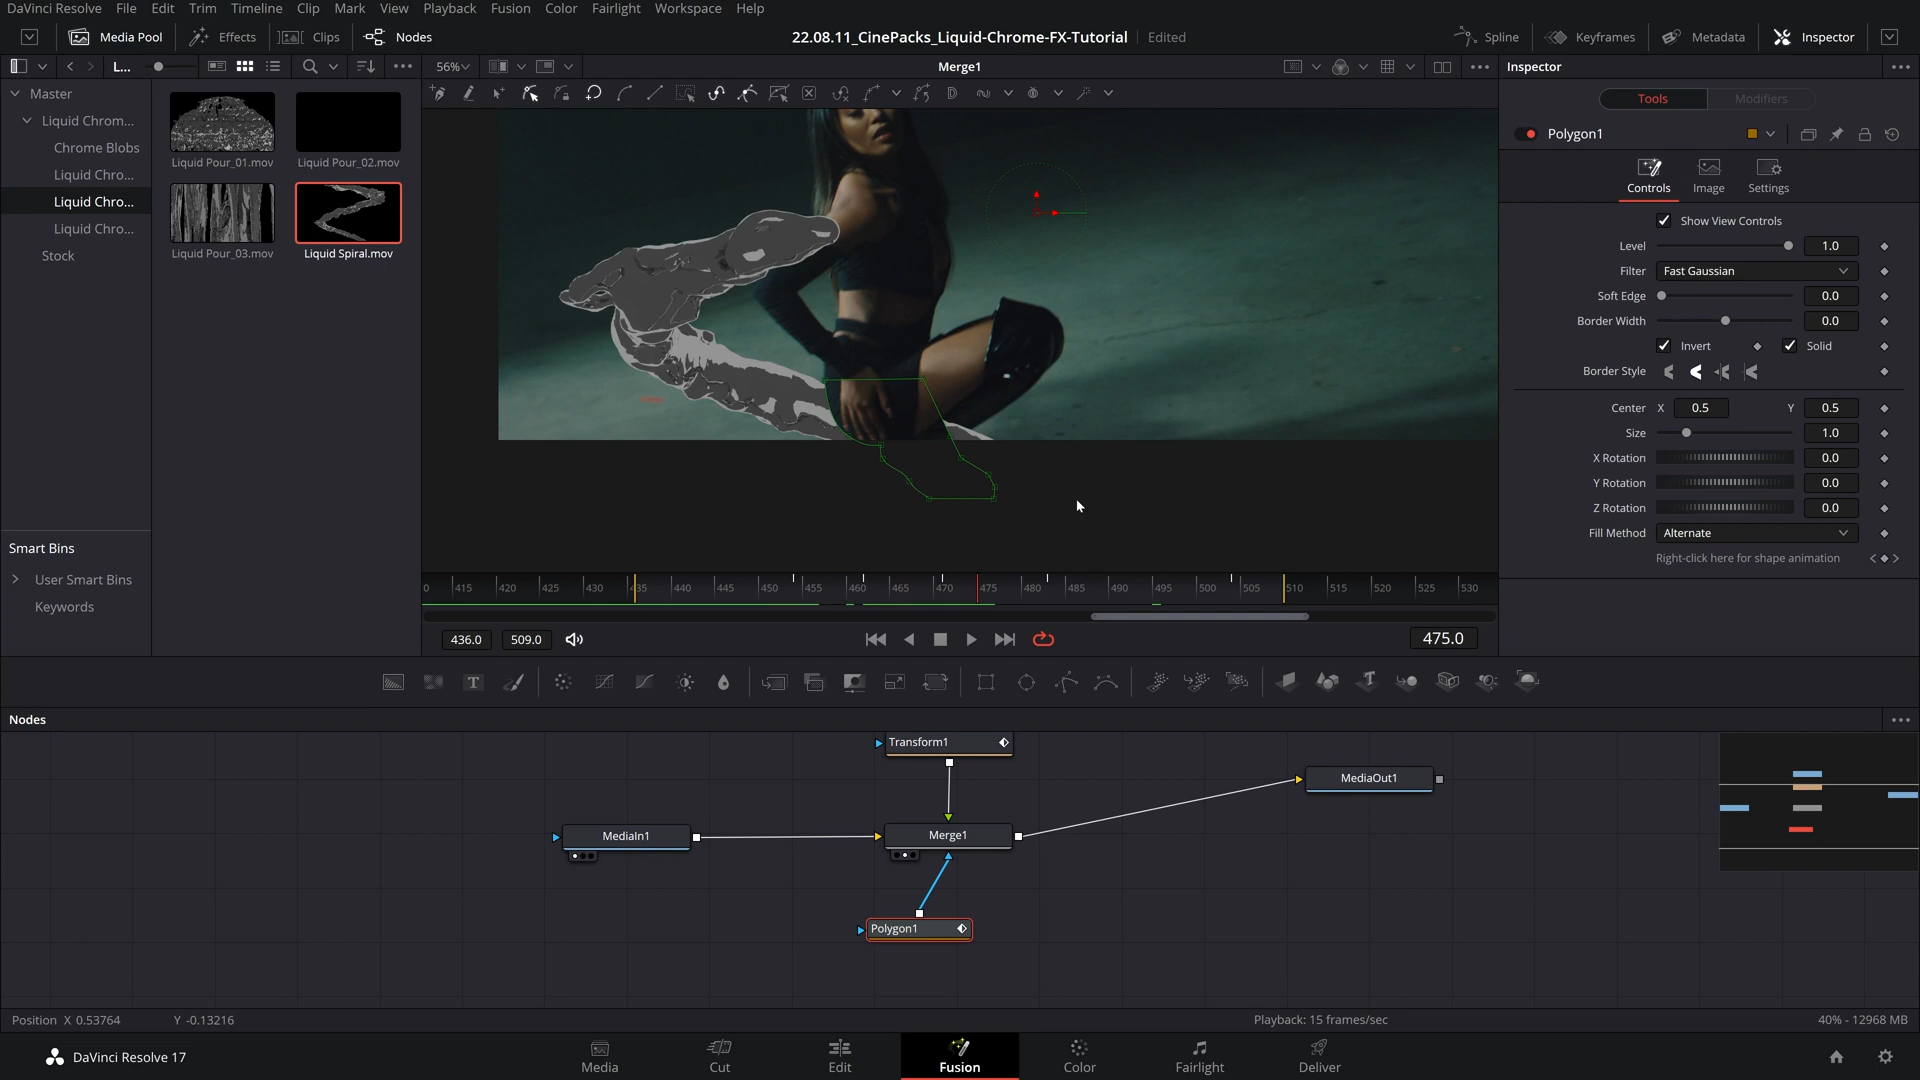 DaVinci Resolve File Edit Trim Timeline Clip Mark View Playback Fusion Color Fairlight Workspace Help
Media Pool Effects Clips Nodes 22.08.11_CinePacks_Liquid-Chrome-FX-Tutorial Edited Spline Keyframes Metadata Inspector
L... 56% Merge1 Inspector
Master
Liquid Chrom...
Chrome Blobs
Liquid Chro...
Liquid Chro...
Liquid Chro...
Stock
Liquid Pour_01.mov Liquid Pour_02.mov
Liquid Pour_03.mov Liquid Spiral.mov
Smart Bins
User Smart Bins
Keywords
Tools Modifiers
Polygon1
Controls Image Settings
Show View Controls
Level 1.0
Filter Fast Gaussian
Soft Edge 0.0
Border Width 0.0
Invert Solid
Border Style
Center X 0.5 Y 0.5
Size 1.0
X Rotation 0.0
Y Rotation 0.0
Z Rotation 0.0
Fill Method Alternate
Right-click here for shape animation
0 415 420 425 430 435 440 445 450 455 460 465 470 475 480 485 490 495 500 505 510 515 520 525 530
436.0 509.0 475.0
Nodes
Transform1
MediaOut1
MediaIn1
Merge1
Polygon1
Position X 0.53764 Y -0.13216 Playback: 15 frames/sec 40% - 12968 MB
DaVinci Resolve 17 Media Cut Edit Fusion Color Fairlight Deliver